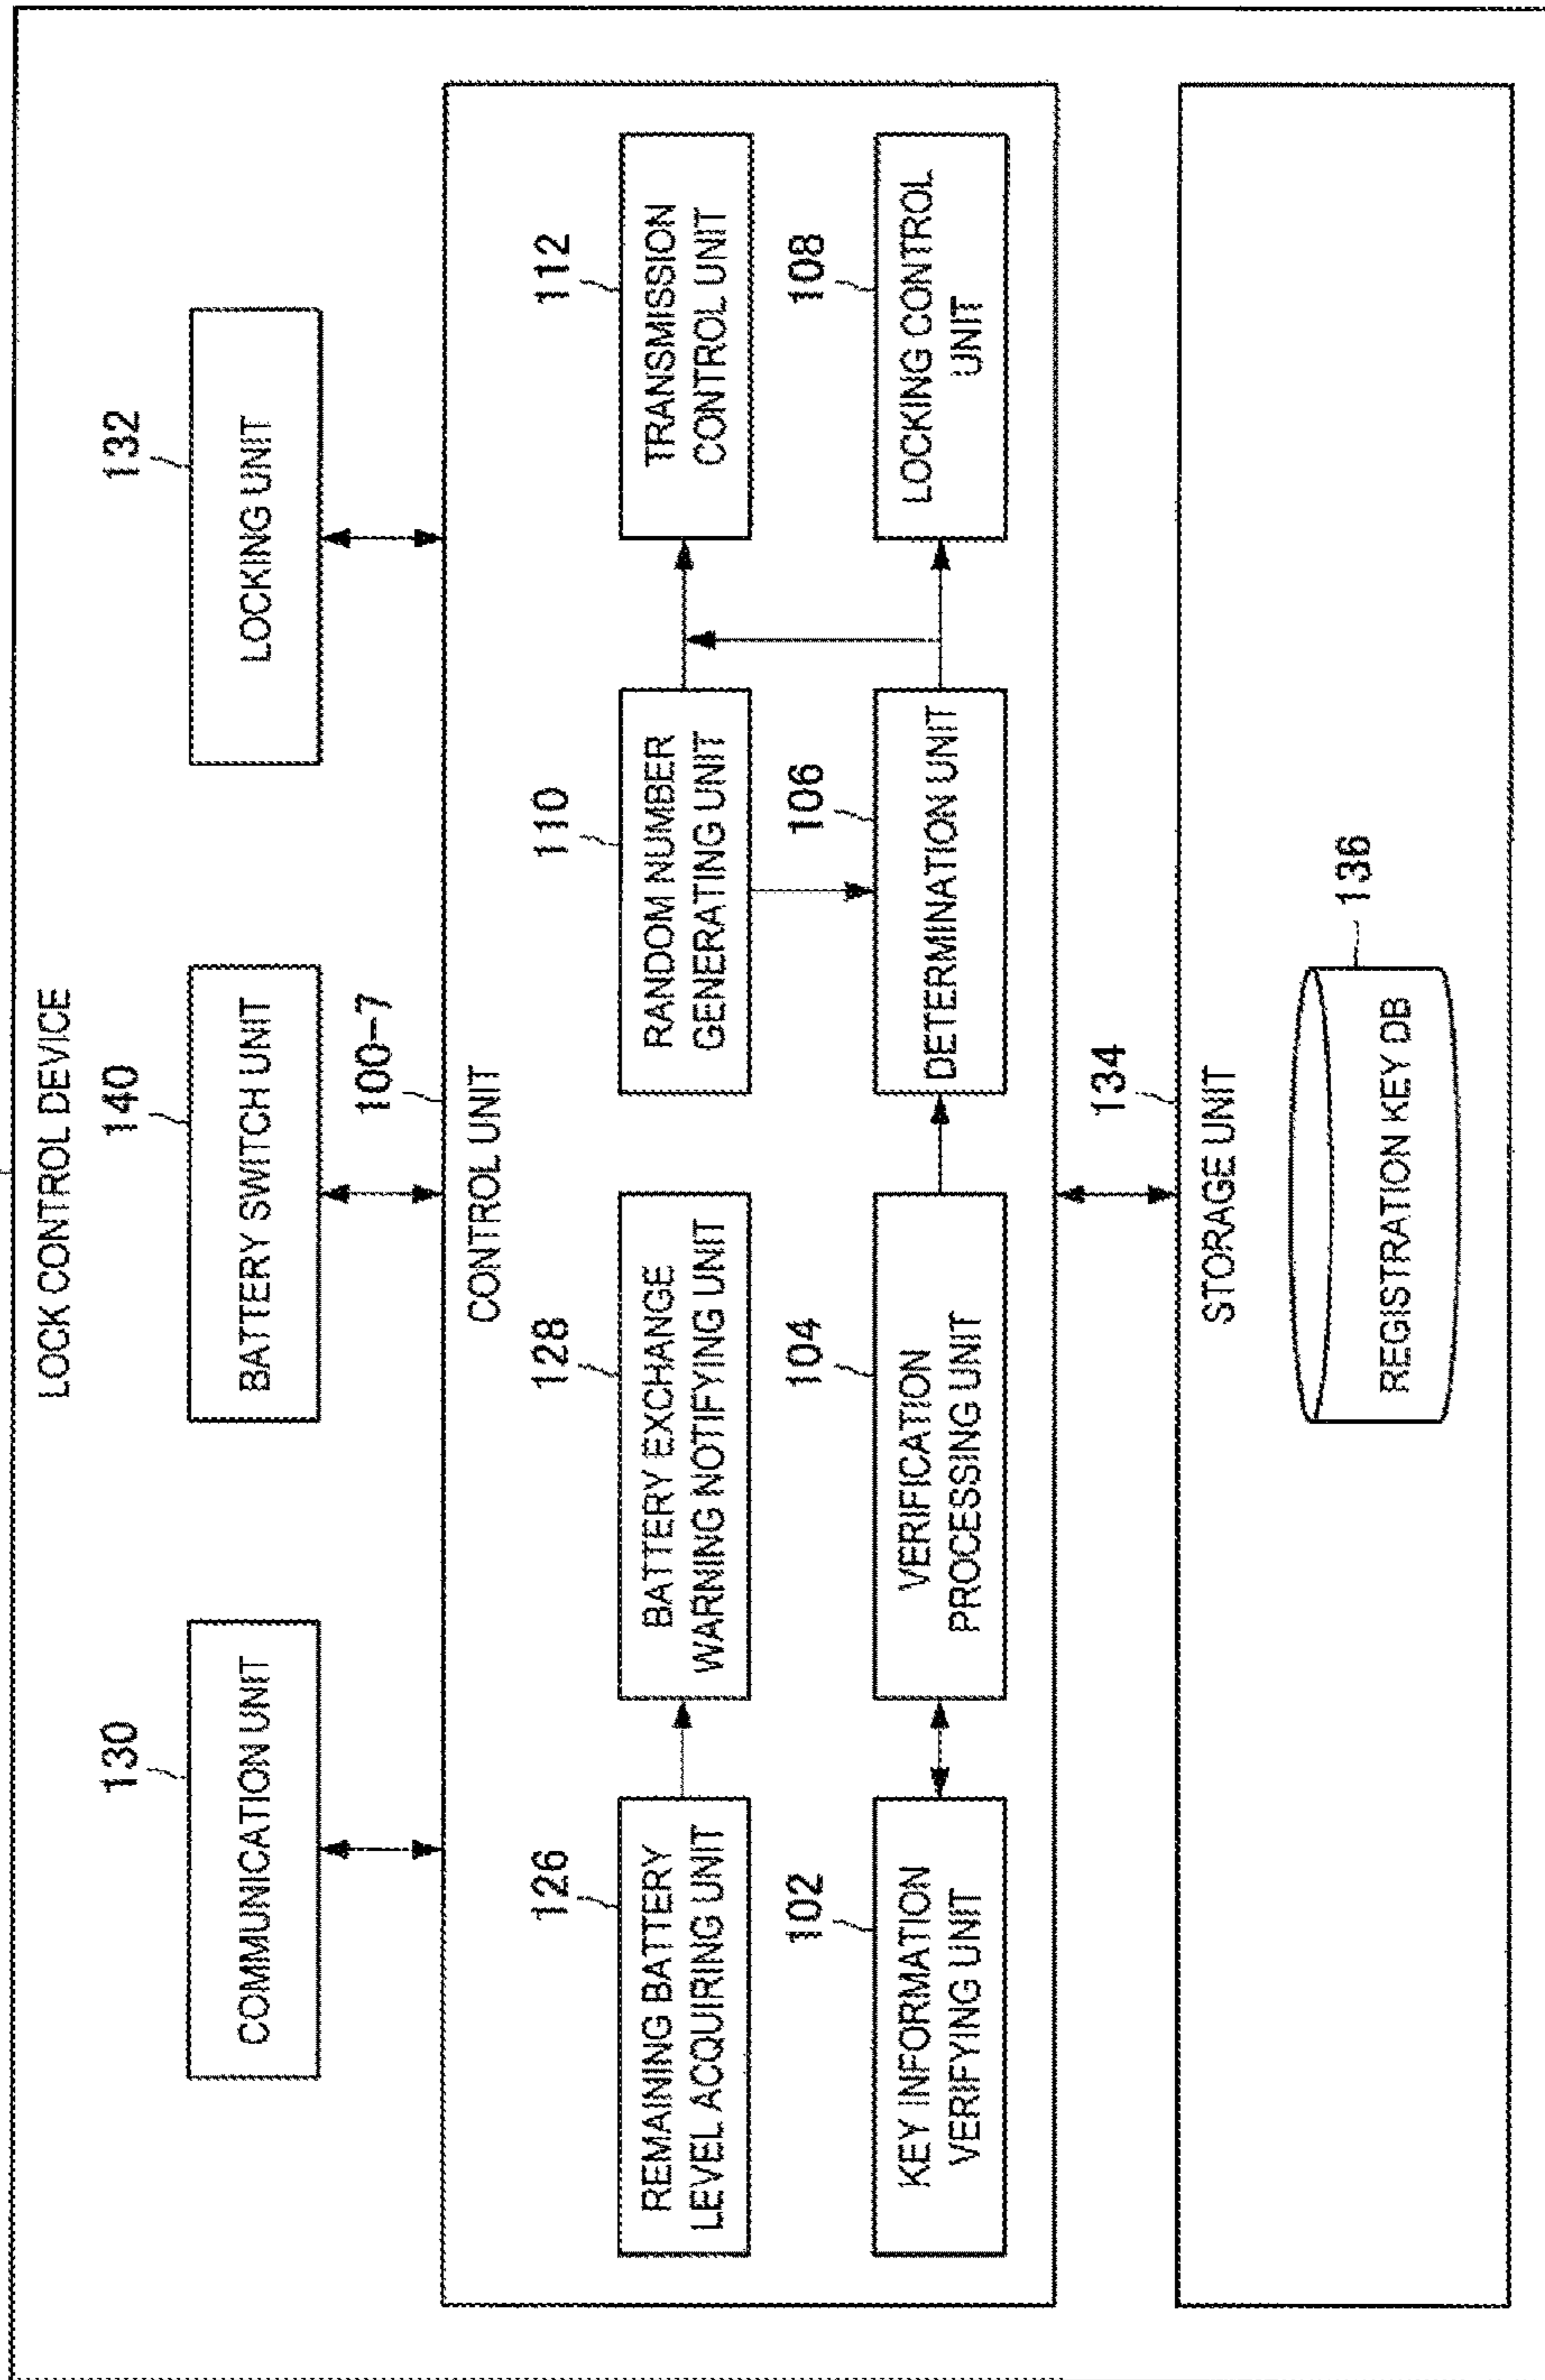 LOCK CONTROL DEVICE
130
COMMUNICATION UNIT
140
BATTERY SWITCH UNIT
132
LOCKING UNIT
100-7
CONTROL UNIT
126
REMAINING BATTERY
LEVEL ACQUIRING UNIT
128
BATTERY EXCHANGE
WARNING NOTIFYING UNIT
110
RANDOM NUMBER
GENERATING UNIT
112
TRANSMISSION
CONTROL UNIT
102
KEY INFORMATION
VERIFYING UNIT
104
VERIFICATION
PROCESSING UNIT
106
DETERMINATION UNIT
108
LOCKING CONTROL
UNIT
134
STORAGE UNIT
136
REGISTRATION KEY DB